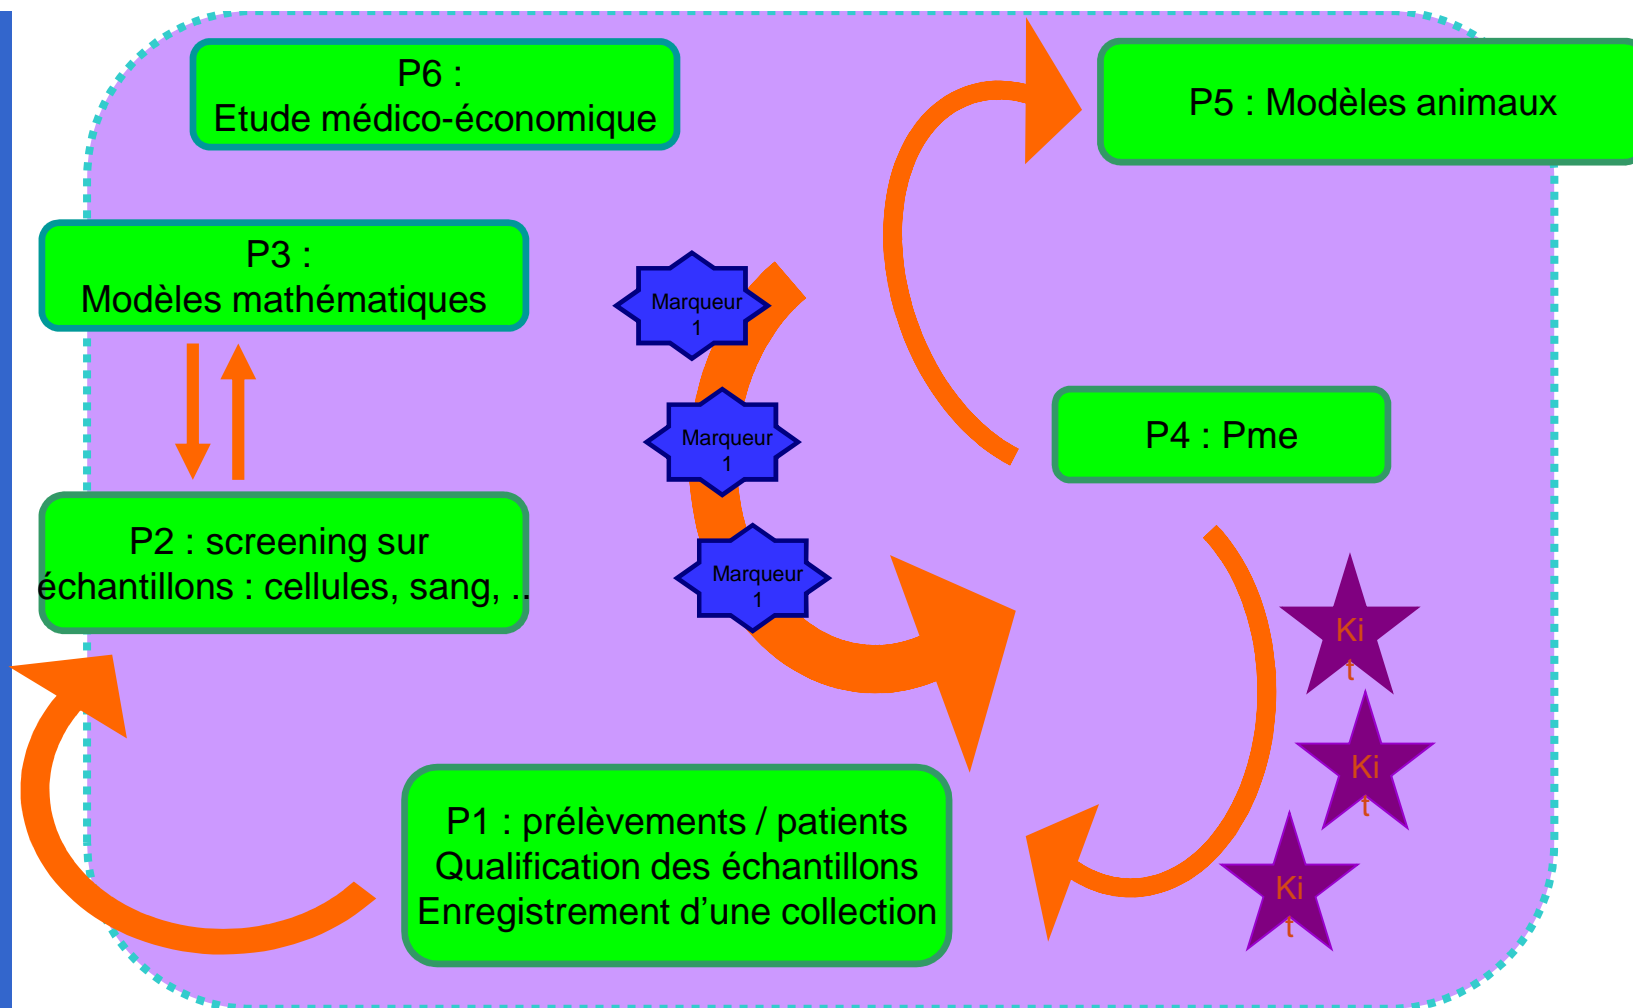 P6 :
Etude médico-économique
P5 : Modèles animaux
P3 :
Modèles mathématiques
Marqueur
1
P4 : Pme
Marqueur
1
P2 : screening sur
échantillons : cellules, sang, ..
Marqueur
1
Ki
t
Ki
t
P1 : prélèvements / patients
Qualification des échantillons
Enregistrement d’une collection
Ki
t